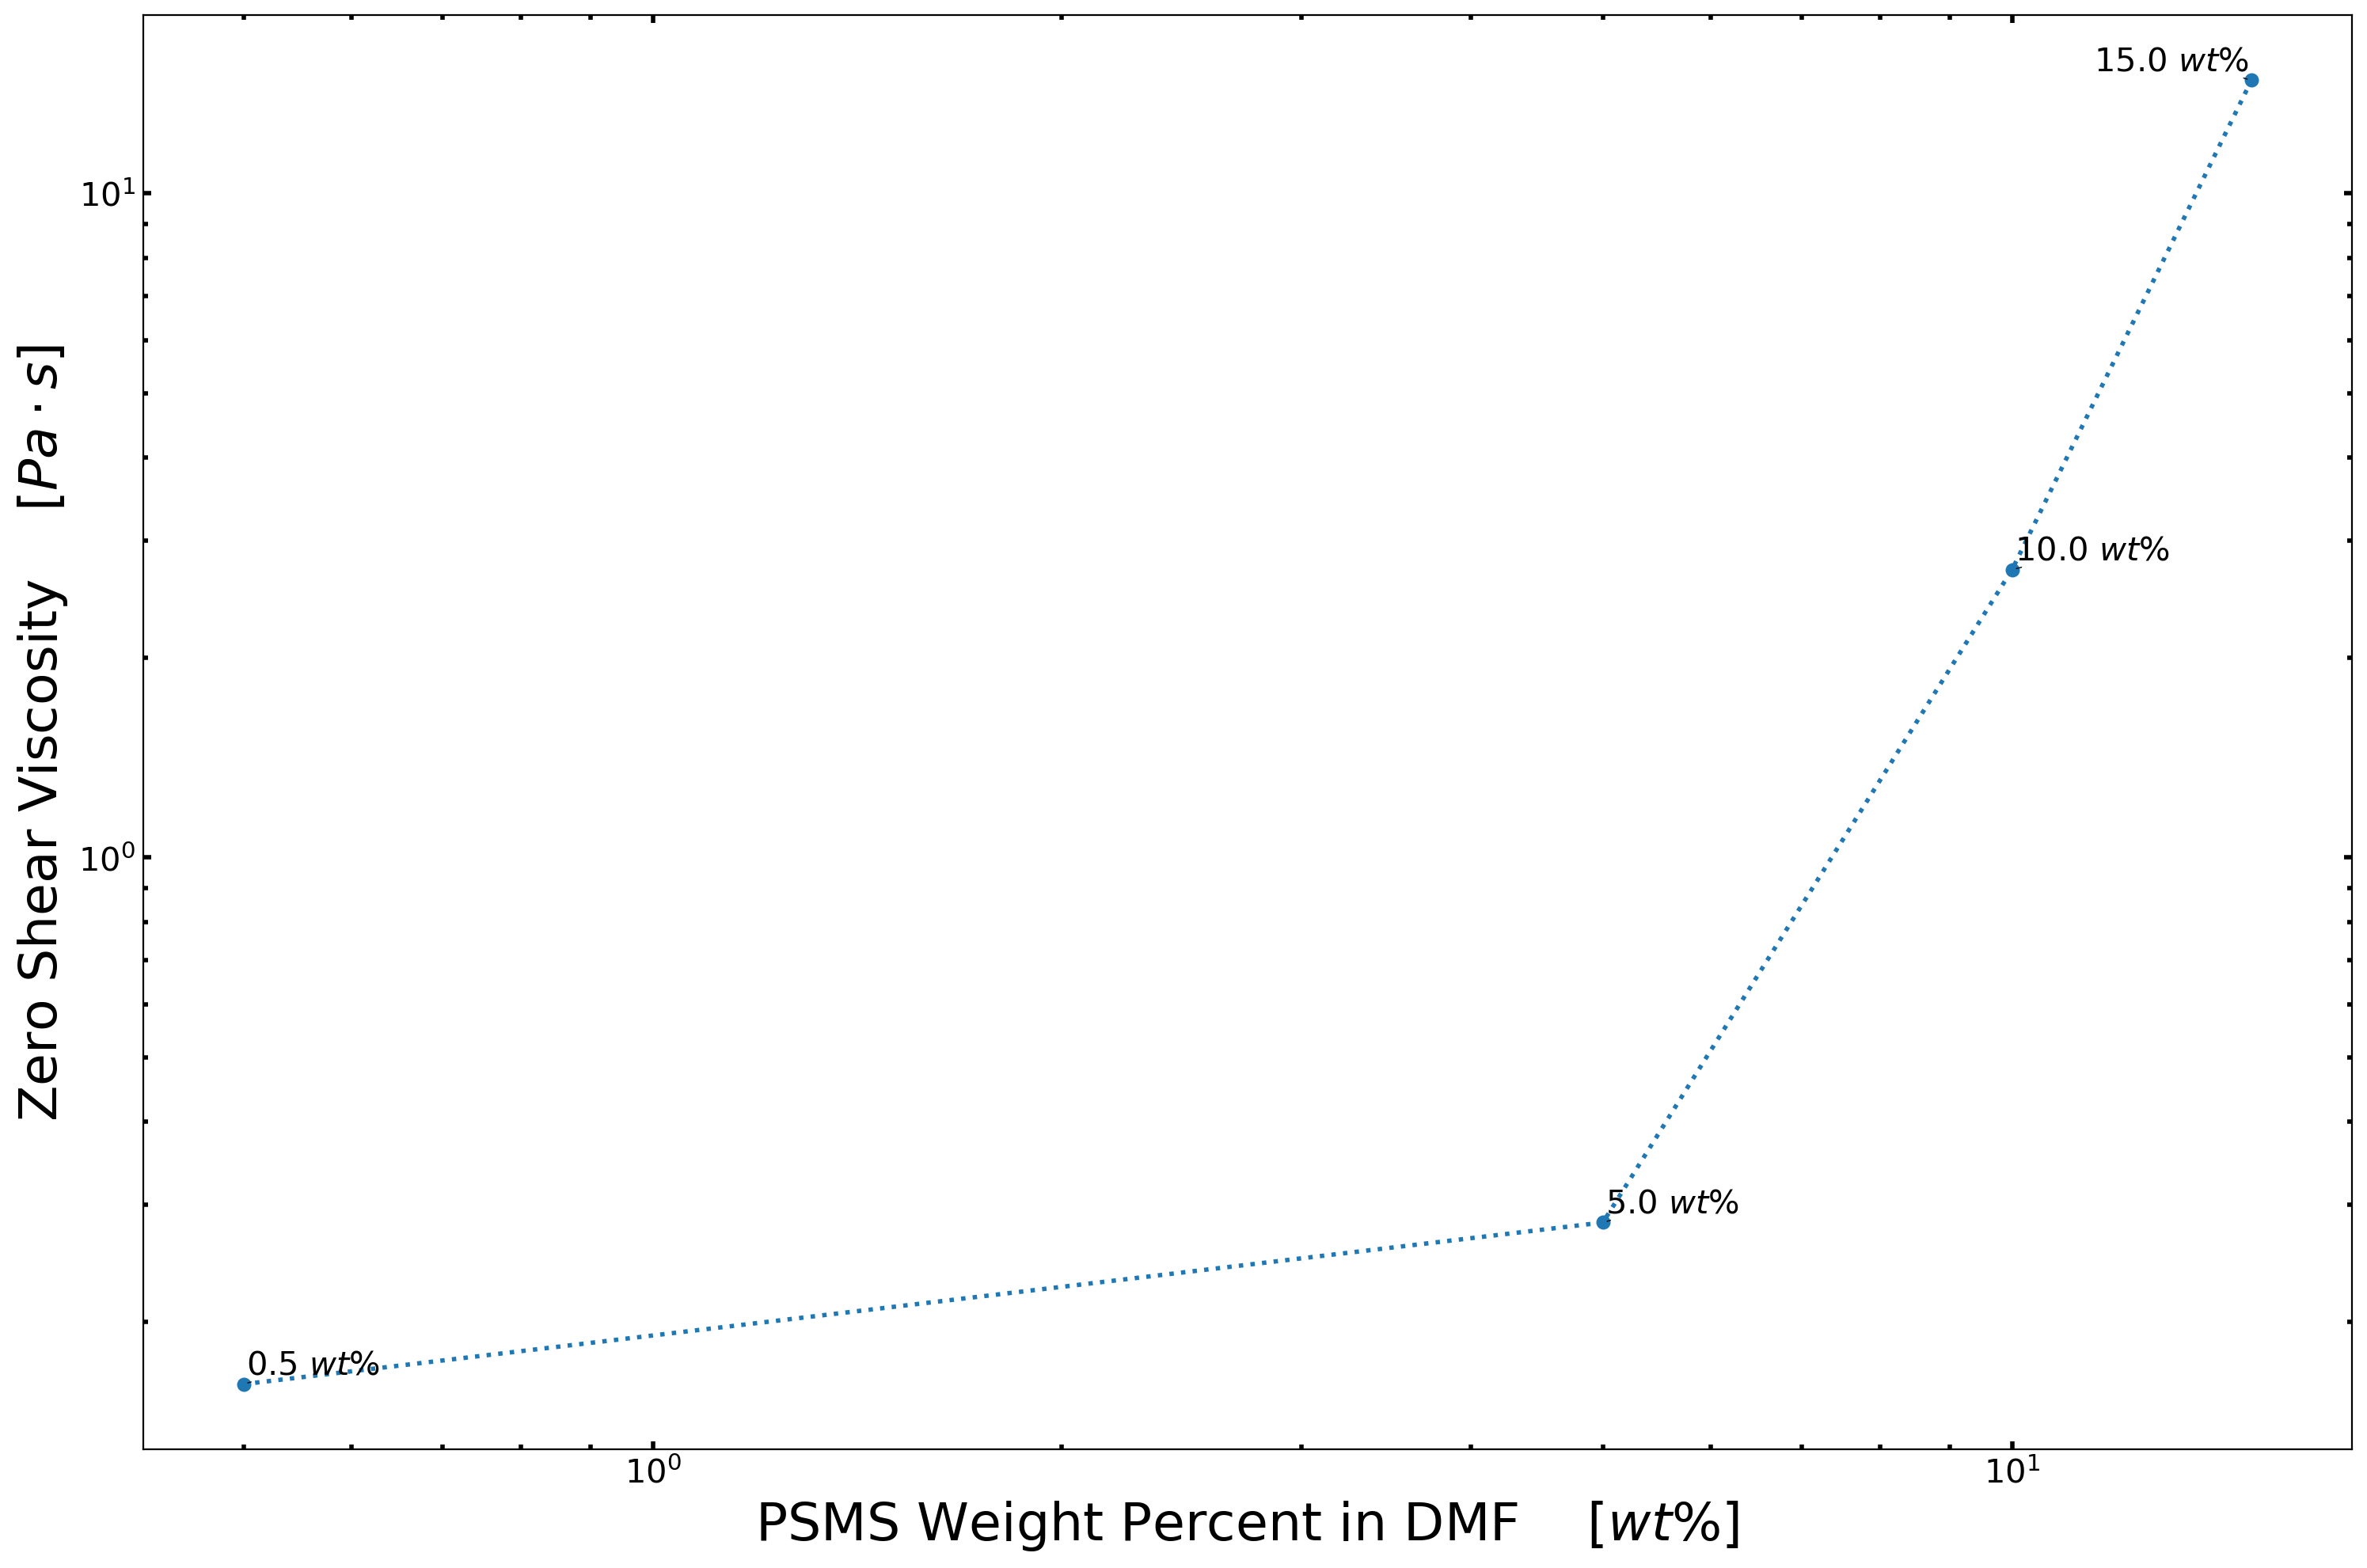 15.0 wt%
10¹
10.0 wt%
Zero Shear Viscosity [Pa · s]
10⁰
5.0 wt%
0.5 wt%
10⁰ 10¹
PSMS Weight Percent in DMF [wt%]